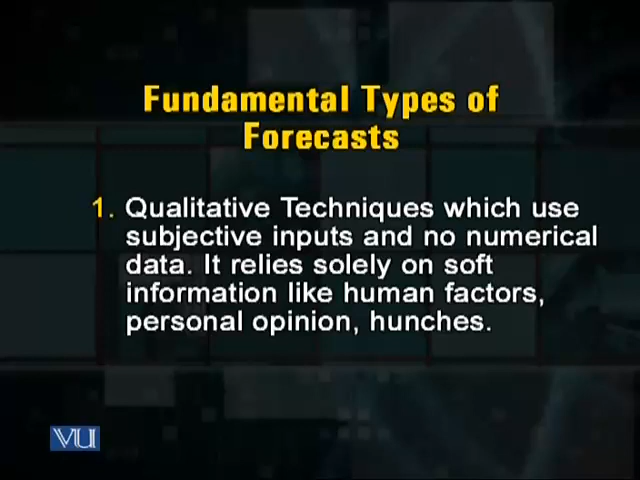 Fundamental Types of
Forecasts
1. Qualitative Techniques which use
subjective inputs and no numerical
data. It relies solely on soft
information like human factors,
personal opinion, hunches.
VU